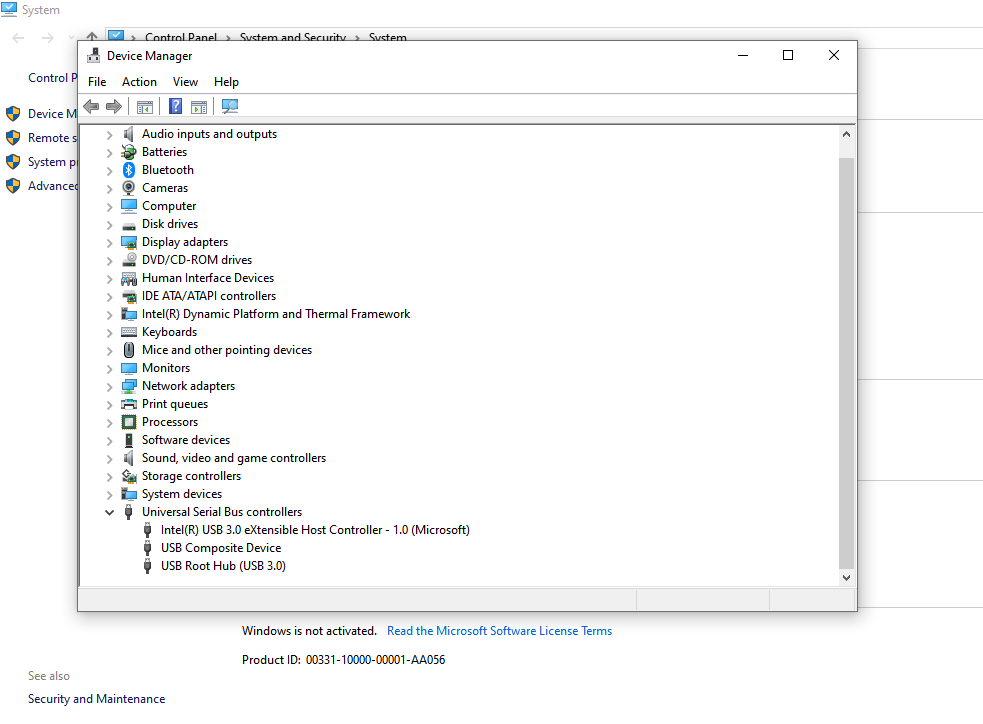 System
Control Panel > System and Security > System
Device Manager
File Action View Help
Control P
Device M
Remote s
System p
Advanced
Audio inputs and outputs
Batteries
Bluetooth
Cameras
Computer
Disk drives
Display adapters
DVD/CD-ROM drives
Human Interface Devices
IDE ATA/ATAPI controllers
Intel(R) Dynamic Platform and Thermal Framework
Keyboards
Mice and other pointing devices
Monitors
Network adapters
Print queues
Processors
Software devices
Sound, video and game controllers
Storage controllers
System devices
Universal Serial Bus controllers
Intel(R) USB 3.0 eXtensible Host Controller - 1.0 (Microsoft)
USB Composite Device
USB Root Hub (USB 3.0)
Windows is not activated. Read the Microsoft Software License Terms
Product ID: 00331-10000-00001-AA056
See also
Security and Maintenance